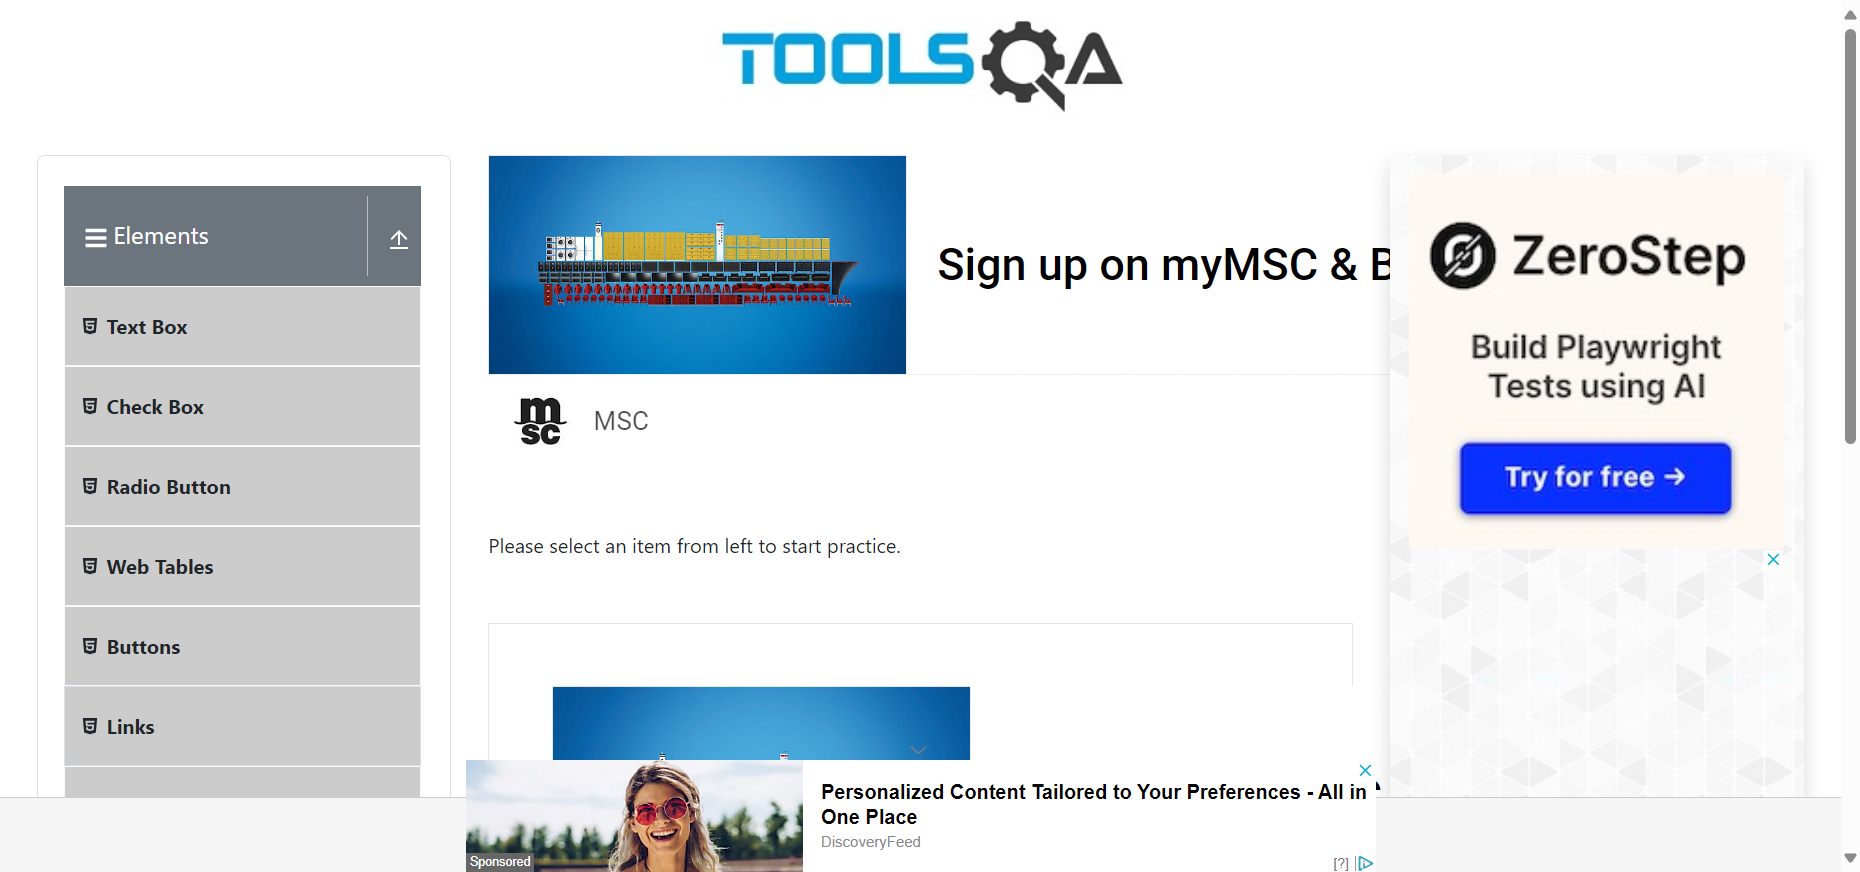 TOOLSQA
Elements
Text Box
Check Box
Radio Button
Web Tables
Buttons
Links
Sign up on myMSC & B
msc
MSC
Please select an item from left to start practice.
ZeroStep
Build Playwright
Tests using AI
Try for free →
Personalized Content Tailored to Your Preferences - All in
One Place
DiscoveryFeed
Sponsored
[?]